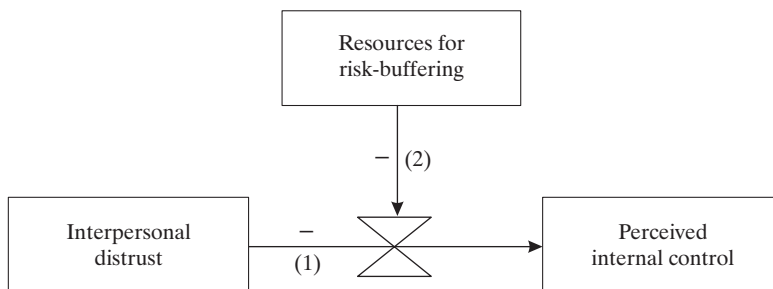 Resources for
risk-buffering
– (2)
Interpersonal
distrust
–
(1)
Perceived
internal control